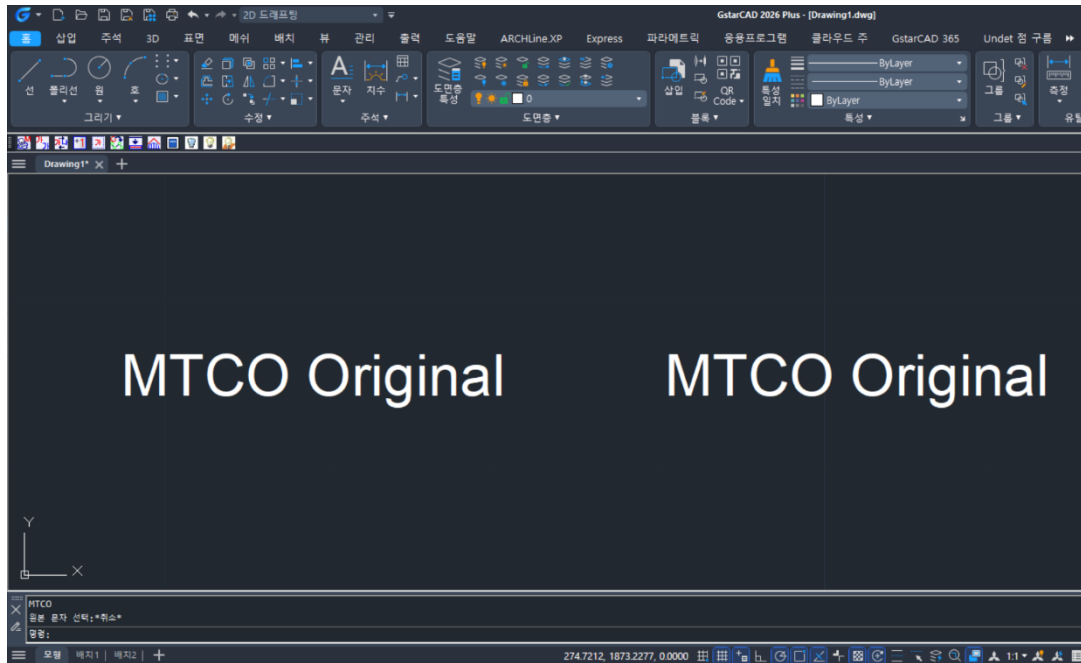 2D 드래프팅
GstarCAD 2026 Plus - [Drawing1.dwg]
홈 삽입 주석 3D 표면 메쉬 배치 뷰 관리 출력 도움말 ARCHLine.XP Express 파라메트릭 응용프로그램 클라우드 주 GstarCAD 365 Undet 점 구름
선 폴리선 원 호
그리기
수정
A 문자 치수
주석
도면층
특성
0
도면층
삽입
QR
Code
블록
특성
일치
ByLayer
ByLayer
ByLayer
특성
그룹
그룹
측정
유틸
Drawing1*
MTCO Original MTCO Original
Y
X
MTCO
원본 문자 선택:*취소*
명령:
모형 배치1 배치2
274.7212, 1873.2277, 0.0000
1:1